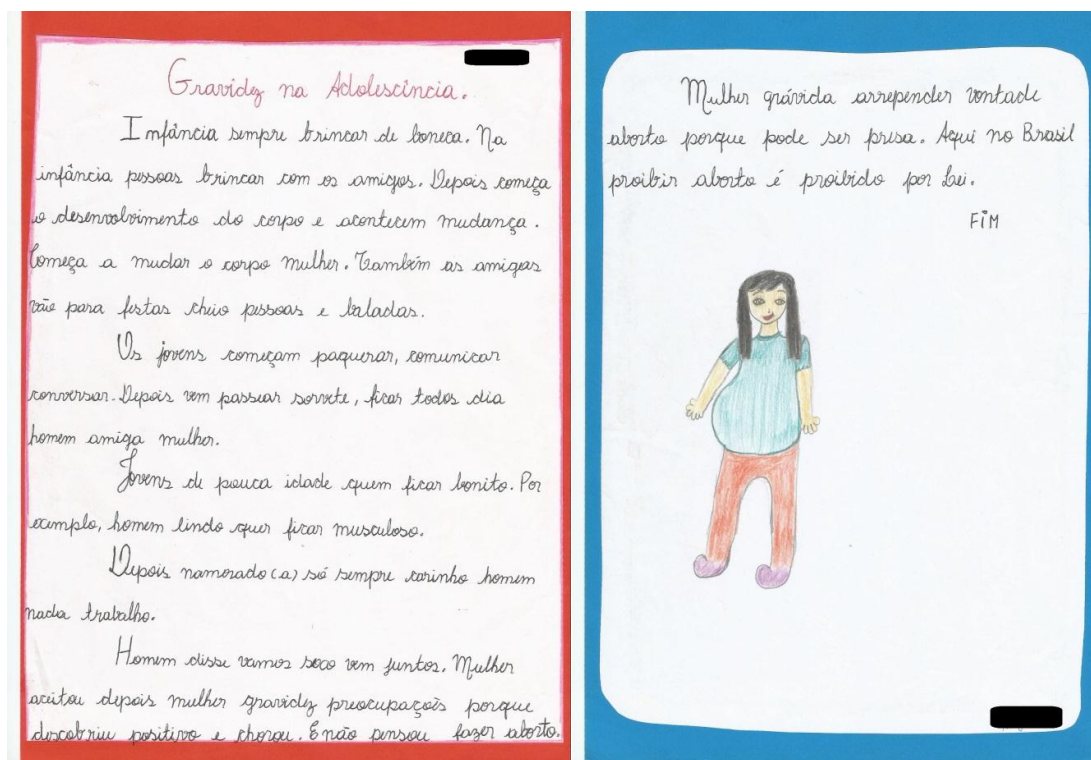 Gravidez na Adolescência.
Infância sempre brincar de boneca. Na
infância pessoas brincar com os amigos. Depois começa
o desenvolvimento do corpo e acontecem mudança.
Começa a mudar o corpo mulher. Também as amigas
vão para festas cheio pessoas e baladas.
Os jovens começam paquerar, comunicar
conversar. Depois vem passear sorvete, ficar todos dia
homem amiga mulher.
Jovens de pouca idade quem ficar bonito. Por
exemplo, homem lindo quer ficar musculoso.
Depois namorado(a) só sempre carinho homem
nada trabalho.
Homem disse vamos sexo vem juntos. Mulher
aceitou depois mulher gravidez preocupações porque
descobriu positivo e chorou. Então pensou fazer aborto.
Mulher grávida arrepender vontade
aborto porque pode ser presa. Aqui no Brasil
proibir aborto é proibido por Lei.
FIM